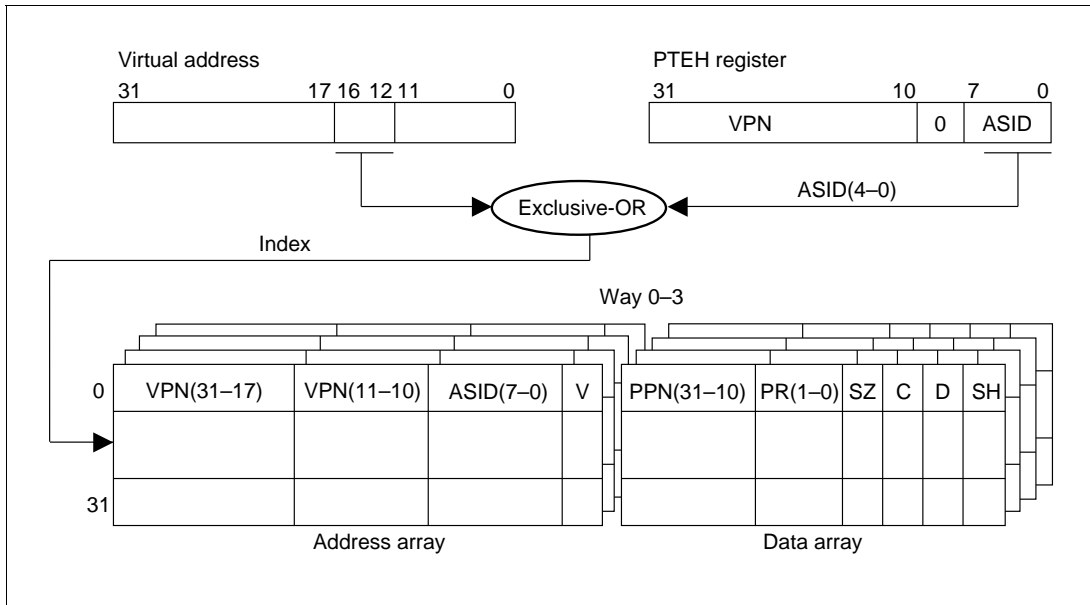 Virtual address
31 17 16 12 11 0
PTEH register
31 10 7 0
VPN 0 ASID
ASID(4–0)
Exclusive-OR
Index
Way 0–3
0 VPN(31–17) VPN(11–10) ASID(7–0) V PPN(31–10) PR(1–0) SZ C D SH
31
Address array
Data array